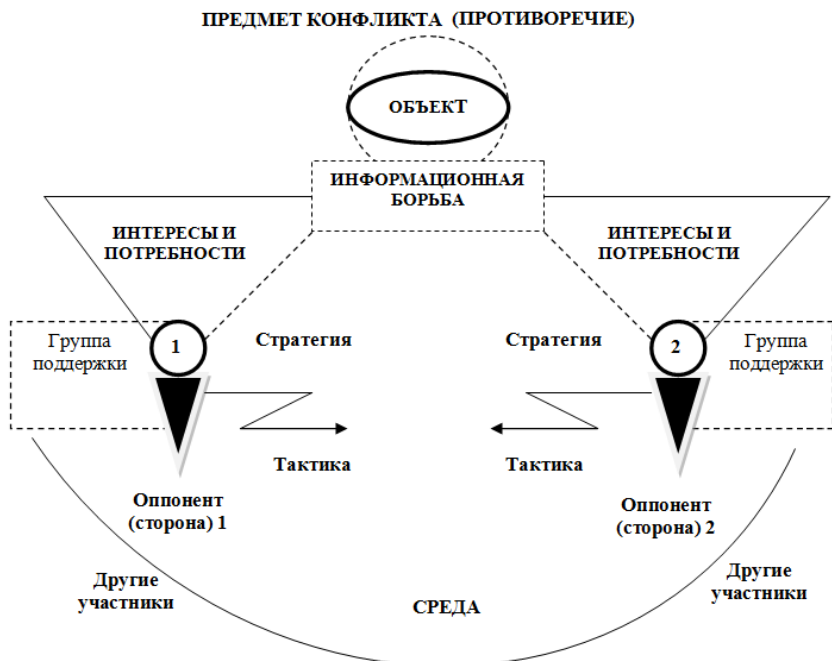 ПРЕДМЕТ КОНФЛИКТА (ПРОТИВОРЕЧИЕ)
ОБЪЕКТ
ИНФОРМАЦИОННАЯ
БОРЬБА
ИНТЕРЕСЫ И
ПОТРЕБНОСТИ
ИНТЕРЕСЫ И
ПОТРЕБНОСТИ
Группа
поддержки
1
Стратегия
Стратегия
2
Группа
поддержки
Тактика
Тактика
Оппонент
(сторона) 1
Оппонент
(сторона) 2
Другие
участники
СРЕДА
Другие
участники